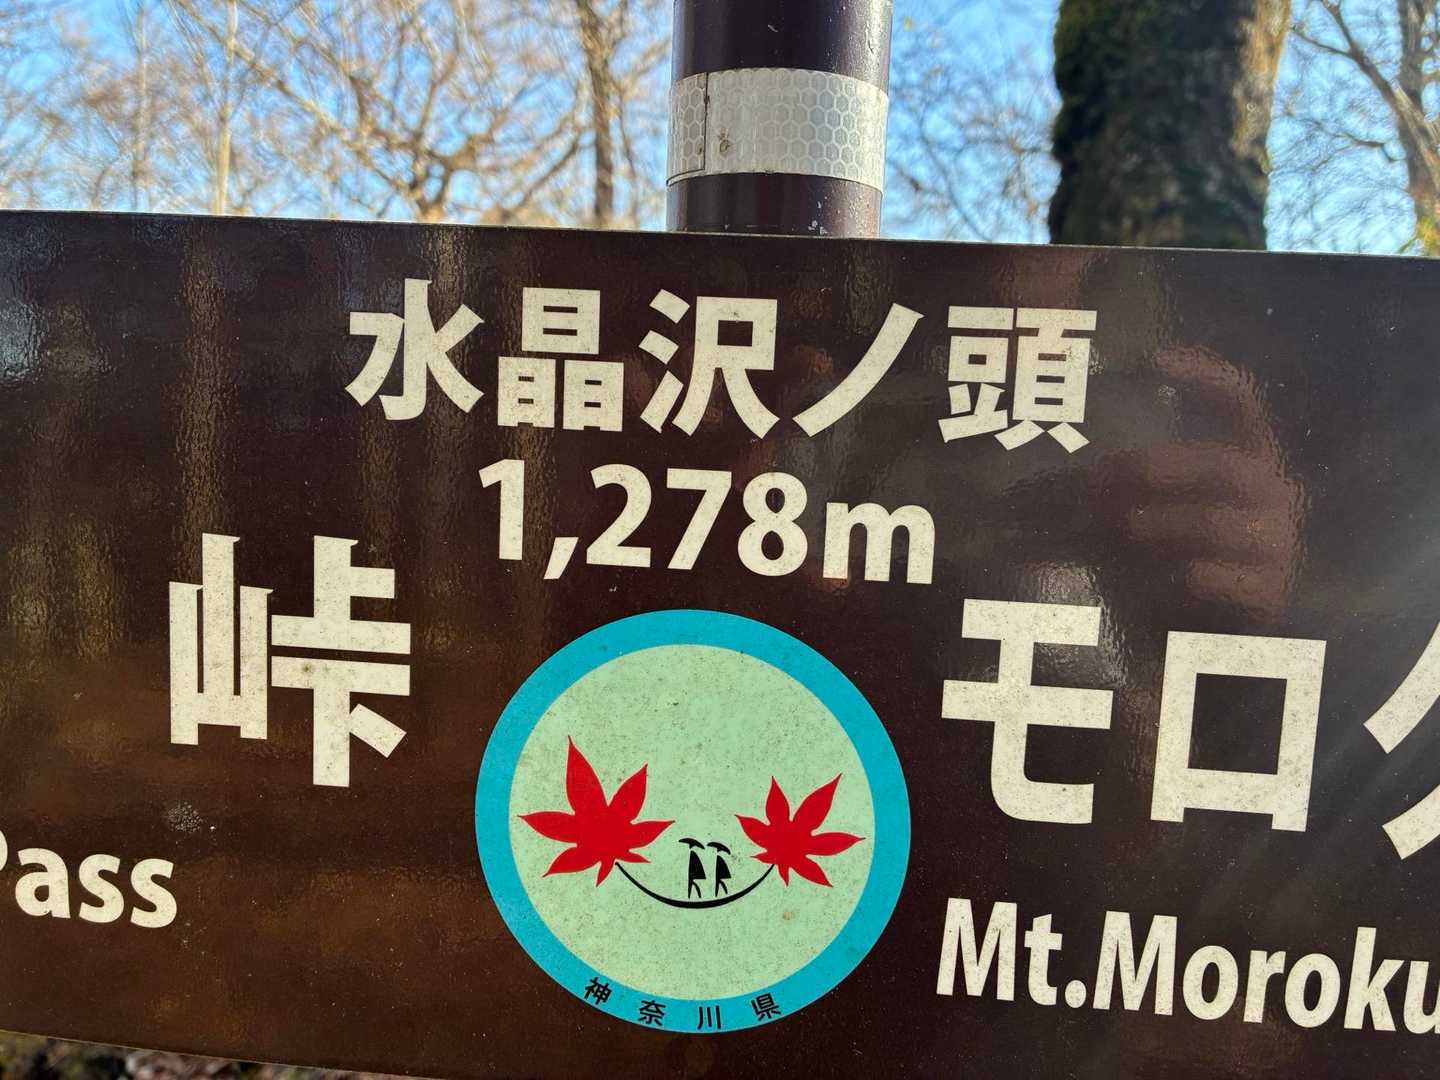 水晶沢ノ頭
1,278m
峠 モロク
Pass
Mt.Moroku
神奈川県